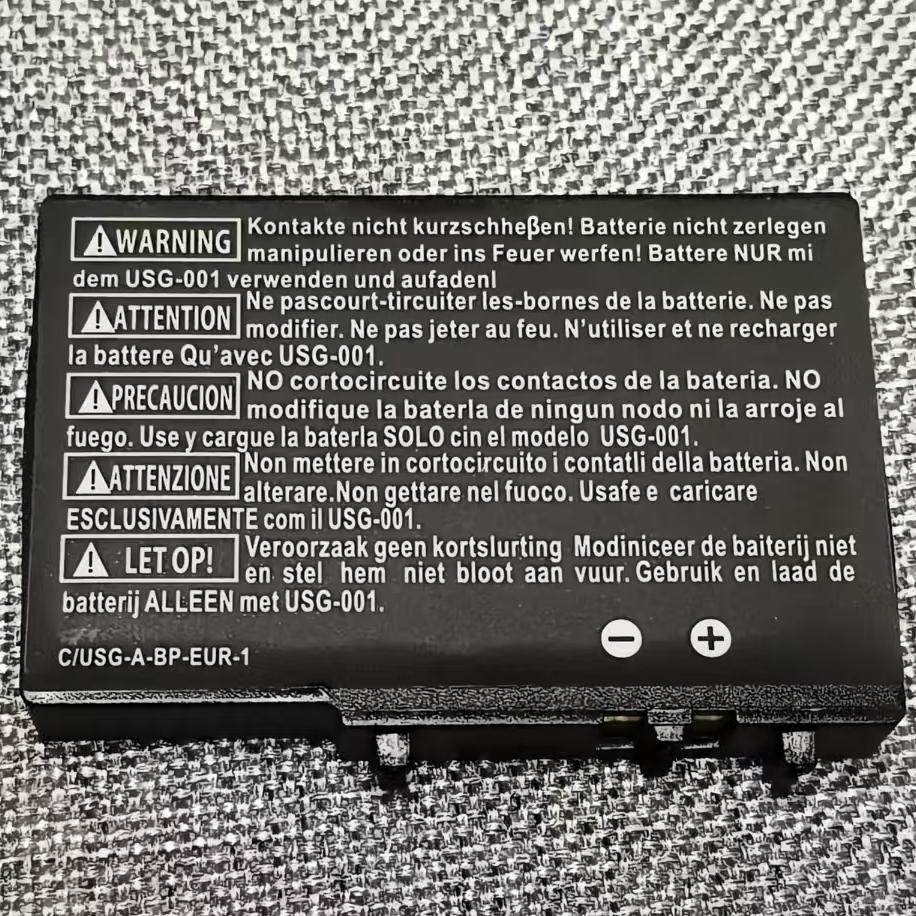 ⚠WARNING Kontakte nicht kurzschheßen! Batterie nicht zerlegen
manipulieren oder ins Feuer werfen! Battere NUR mi
dem USG-001 verwenden und aufadenl
⚠ATTENTION Ne pascourt-tircuiter les-bornes de la batterie. Ne pas
modifier. Ne pas jeter au feu. N'utiliser et ne recharger
la battere Qu'avec USG-001.
⚠PRECAUCION NO cortocircuite los contactos de la bateria. NO
modifique la baterla de ningun nodo ni la arroje al
fuego. Use y cargue la baterla SOLO cin el modelo USG-001.
⚠ATTENZIONE Non mettere in cortocircuito i contatli della batteria. Non
alterare.Non gettare nel fuoco. Usafe e caricare
ESCLUSIVAMENTE com il USG-001.
⚠ LET OP! Veroorzaak geen kortslurting Modiniceer de baiterij niet
en stel hem niet bloot aan vuur. Gebruik en laad de
batterij ALLEEN met USG-001.
− +
C/USG-A-BP-EUR-1